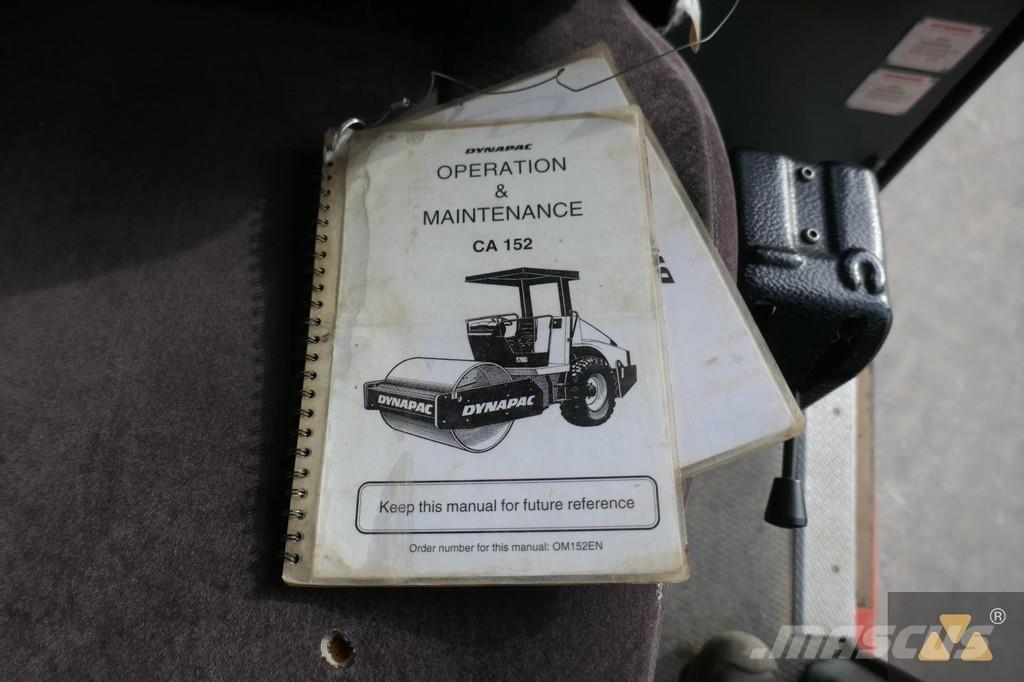 DYNAPAC
OPERATION
&
MAINTENANCE
CA 152
DYNAPAC
DYNAPAC
Keep this manual for future reference
Order number for this manual: OM152EN
.MASCUS®